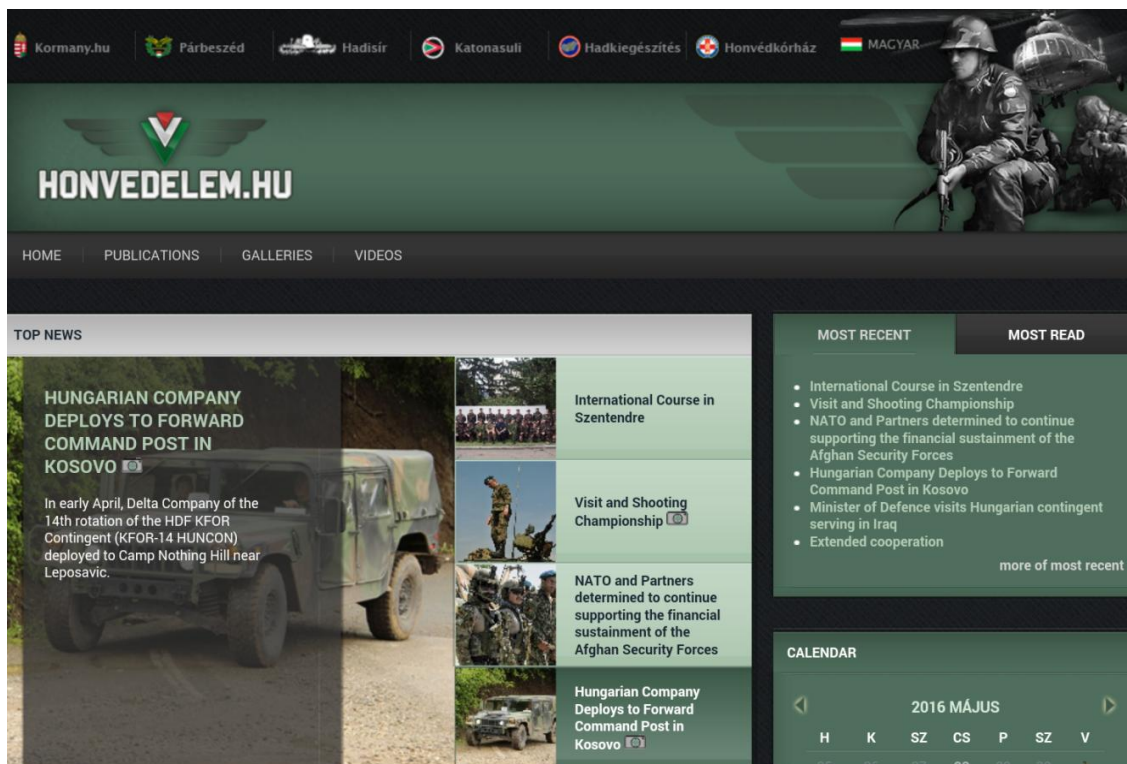 Kormany.hu
Párbeszéd
Hadisír
Katonasuli
Hadkiegészítés
Honvédkórház
MAGYAR
HONVEDELEM.HU
HOME
PUBLICATIONS
GALLERIES
VIDEOS
TOP NEWS
HUNGARIAN COMPANY
DEPLOYS TO FORWARD
COMMAND POST IN
KOSOVO
In early April, Delta Company of the
14th rotation of the HDF KFOR
Contingent (KFOR-14 HUNCON)
deployed to Camp Nothing Hill near
Leposavic.
International Course in
Szentendre
Visit and Shooting
Championship
NATO and Partners
determined to continue
supporting the financial
sustainment of the
Afghan Security Forces
Hungarian Company
Deploys to Forward
Command Post in
Kosovo
MOST RECENT
MOST READ
International Course in Szentendre
Visit and Shooting Championship
NATO and Partners determined to continue
supporting the financial sustainment of the
Afghan Security Forces
Hungarian Company Deploys to Forward
Command Post in Kosovo
Minister of Defence visits Hungarian contingent
serving in Iraq
Extended cooperation
more of most recent
CALENDAR
2016 MÁJUS
H K SZ CS P SZ V